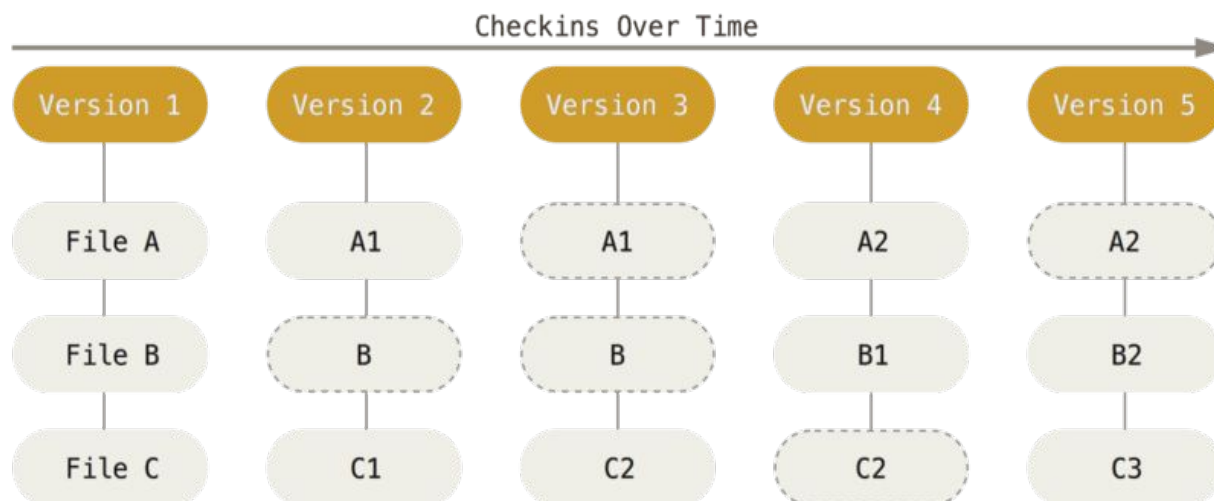 Checkins Over Time
Version 1 Version 2 Version 3 Version 4 Version 5
File A A1 A1 A2 A2
File B B B B1 B2
File C C1 C2 C2 C3